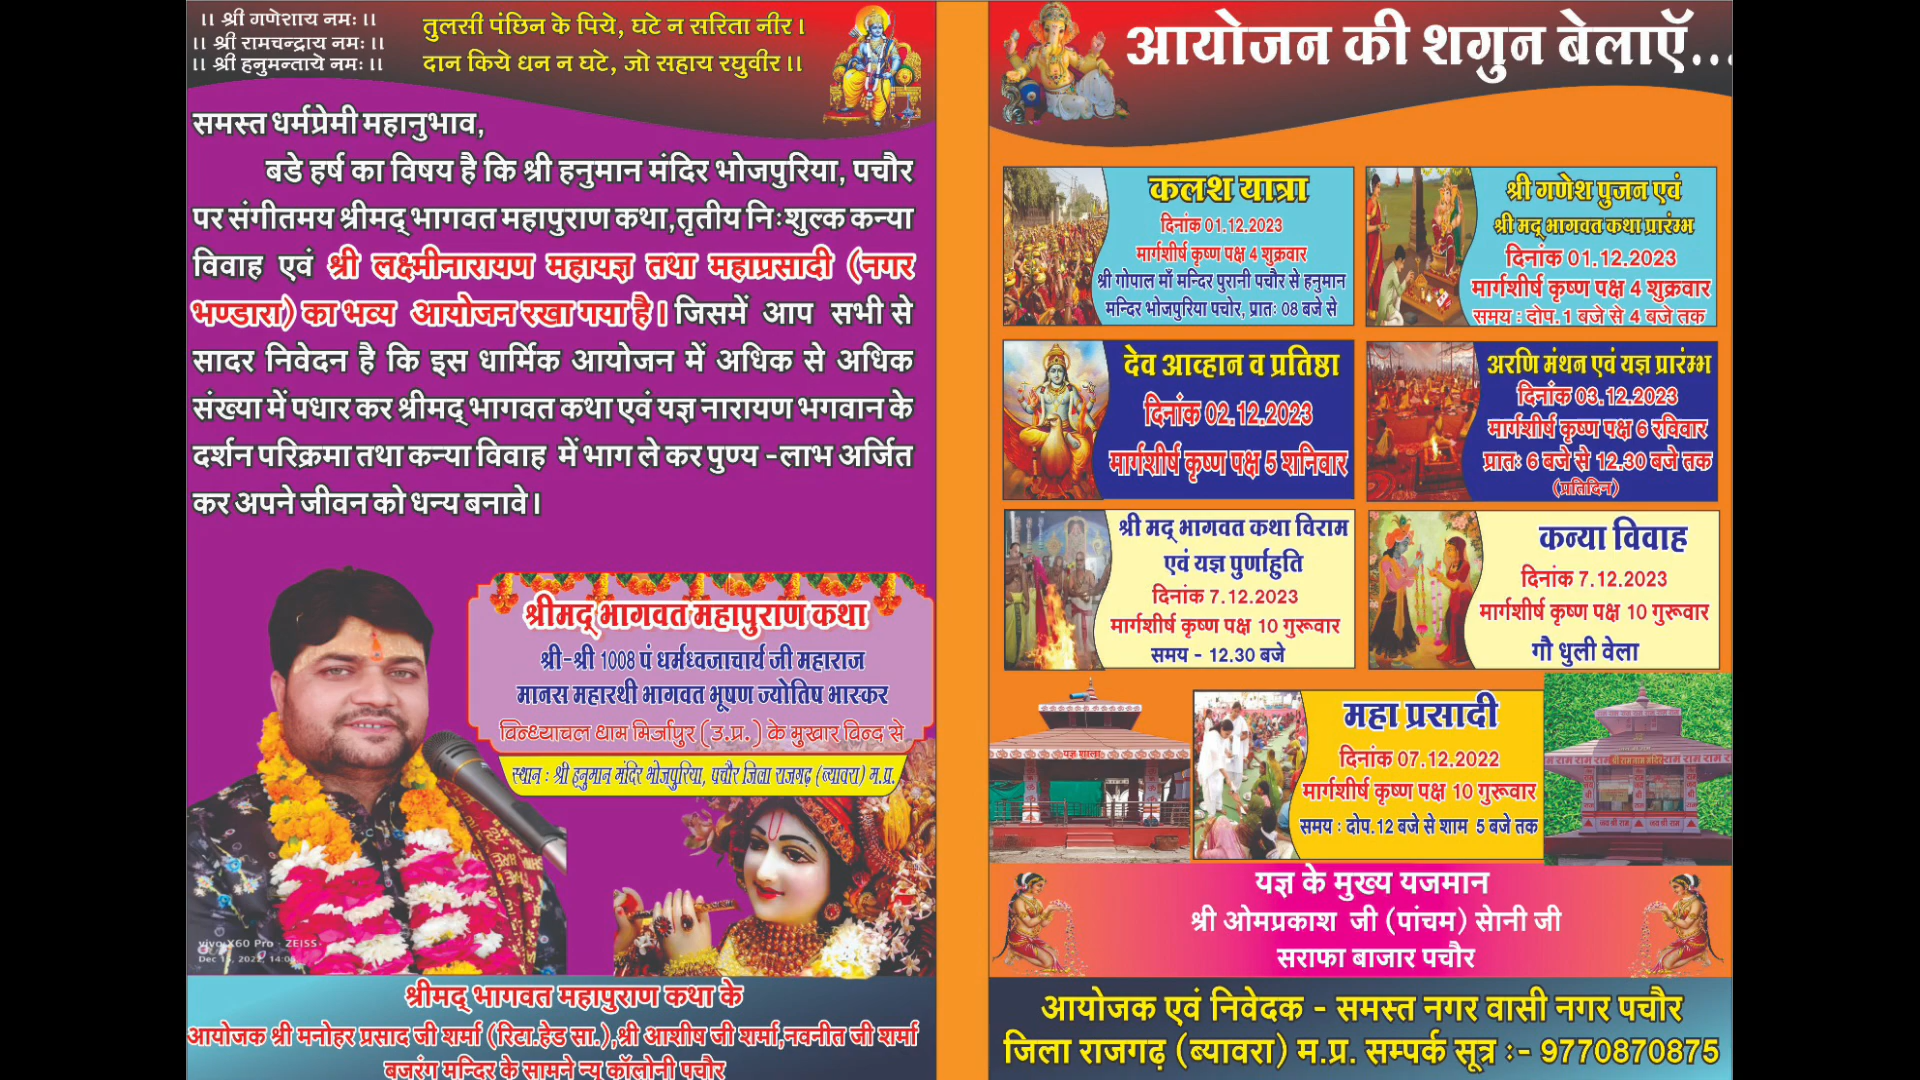 ।। श्री गणेशाय नमः ।।
।। श्री रामचन्द्राय नमः ।।
।। श्री हनुमन्ताये नमः ।।
तुलसी पंछिन के पिये, घटे न सरिता नीर ।
दान किये धन न घटे, जो सहाय रघुवीर ।।
समस्त धर्मप्रेमी महानुभाव,
बडे हर्ष का विषय है कि श्री हनुमान मंदिर भोजपुरिया, पचौर
पर संगीतमय श्रीमद् भागवत महापुराण कथा,तृतीय निःशुल्क कन्या
विवाह एवं श्री लक्ष्मीनारायण महायज्ञ तथा महाप्रसादी (नगर
भण्डारा) का भव्य आयोजन रखा गया है । जिसमें आप सभी से
सादर निवेदन है कि इस धार्मिक आयोजन में अधिक से अधिक
संख्या में पधार कर श्रीमद् भागवत कथा एवं यज्ञ नारायण भगवान के
दर्शन परिक्रमा तथा कन्या विवाह में भाग ले कर पुण्य -लाभ अर्जित
कर अपने जीवन को धन्य बनावे ।
श्रीमद् भागवत महापुराण कथा
श्री-श्री 1008 पं धर्मध्वजाचार्य जी महाराज
मानस महारथी भागवत भूषण ज्योतिष भास्कर
विन्ध्याचल धाम मिर्जापुर (उ.प्र.) के मुखार विन्द से
स्थान : श्री हनुमान मंदिर भोजपुरिया, पचौर जिला राजगढ़ (ब्यावरा) म.प्र.
vivo X60 Pro · ZEISS
Dec 14, 2022, 14:06
श्रीमद् भागवत महापुराण कथा के
आयोजक श्री मनोहर प्रसाद जी शर्मा (रिटा.हेड सा.),श्री आशीष जी शर्मा,नवनीत जी शर्मा
बजरंग मन्दिर के सामने न्यू कॉलोनी पचौर
आयोजन की शगुन बेलाऍ...
कलश यात्रा
दिनांक 01.12.2023
मार्गशीर्ष कृष्ण पक्ष 4 शुक्रवार
श्री गोपाल माँ मन्दिर पुरानी पचौर से हनुमान
मन्दिर भोजपुरिया पचोर, प्रातः 08 बजे से
श्री गणेश पुजन एवं
श्री मद् भागवत कथा प्रारंम्भ
दिनांक 01.12.2023
मार्गशीर्ष कृष्ण पक्ष 4 शुक्रवार
समय : दोप.1 बजे से 4 बजे तक
देव आव्हान व प्रतिष्ठा
दिनांक 02.12.2023
मार्गशीर्ष कृष्ण पक्ष 5 शनिवार
अरणि मंथन एवं यज्ञ प्रारंम्भ
दिनांक 03.12.2023
मार्गशीर्ष कृष्ण पक्ष 6 रविवार
प्रातः 6 बजे से 12.30 बजे तक
(प्रतिदिन)
श्री मद् भागवत कथा विराम
एवं यज्ञ पुर्णाहुति
दिनांक 7.12.2023
मार्गशीर्ष कृष्ण पक्ष 10 गुरूवार
समय - 12.30 बजे
कन्या विवाह
दिनांक 7.12.2023
मार्गशीर्ष कृष्ण पक्ष 10 गुरूवार
गौ धुली वेला
यज्ञ शाला
महा प्रसादी
दिनांक 07.12.2022
मार्गशीर्ष कृष्ण पक्ष 10 गुरूवार
समय : दोप.12 बजे से शाम 5 बजे तक
यज्ञ के मुख्य यजमान
श्री ओमप्रकाश जी (पांचम) सेानी जी
सराफा बाजार पचौर
आयोजक एवं निवेदक - समस्त नगर वासी नगर पचौर
जिला राजगढ़ (ब्यावरा) म.प्र. सम्पर्क सूत्र :- 9770870875